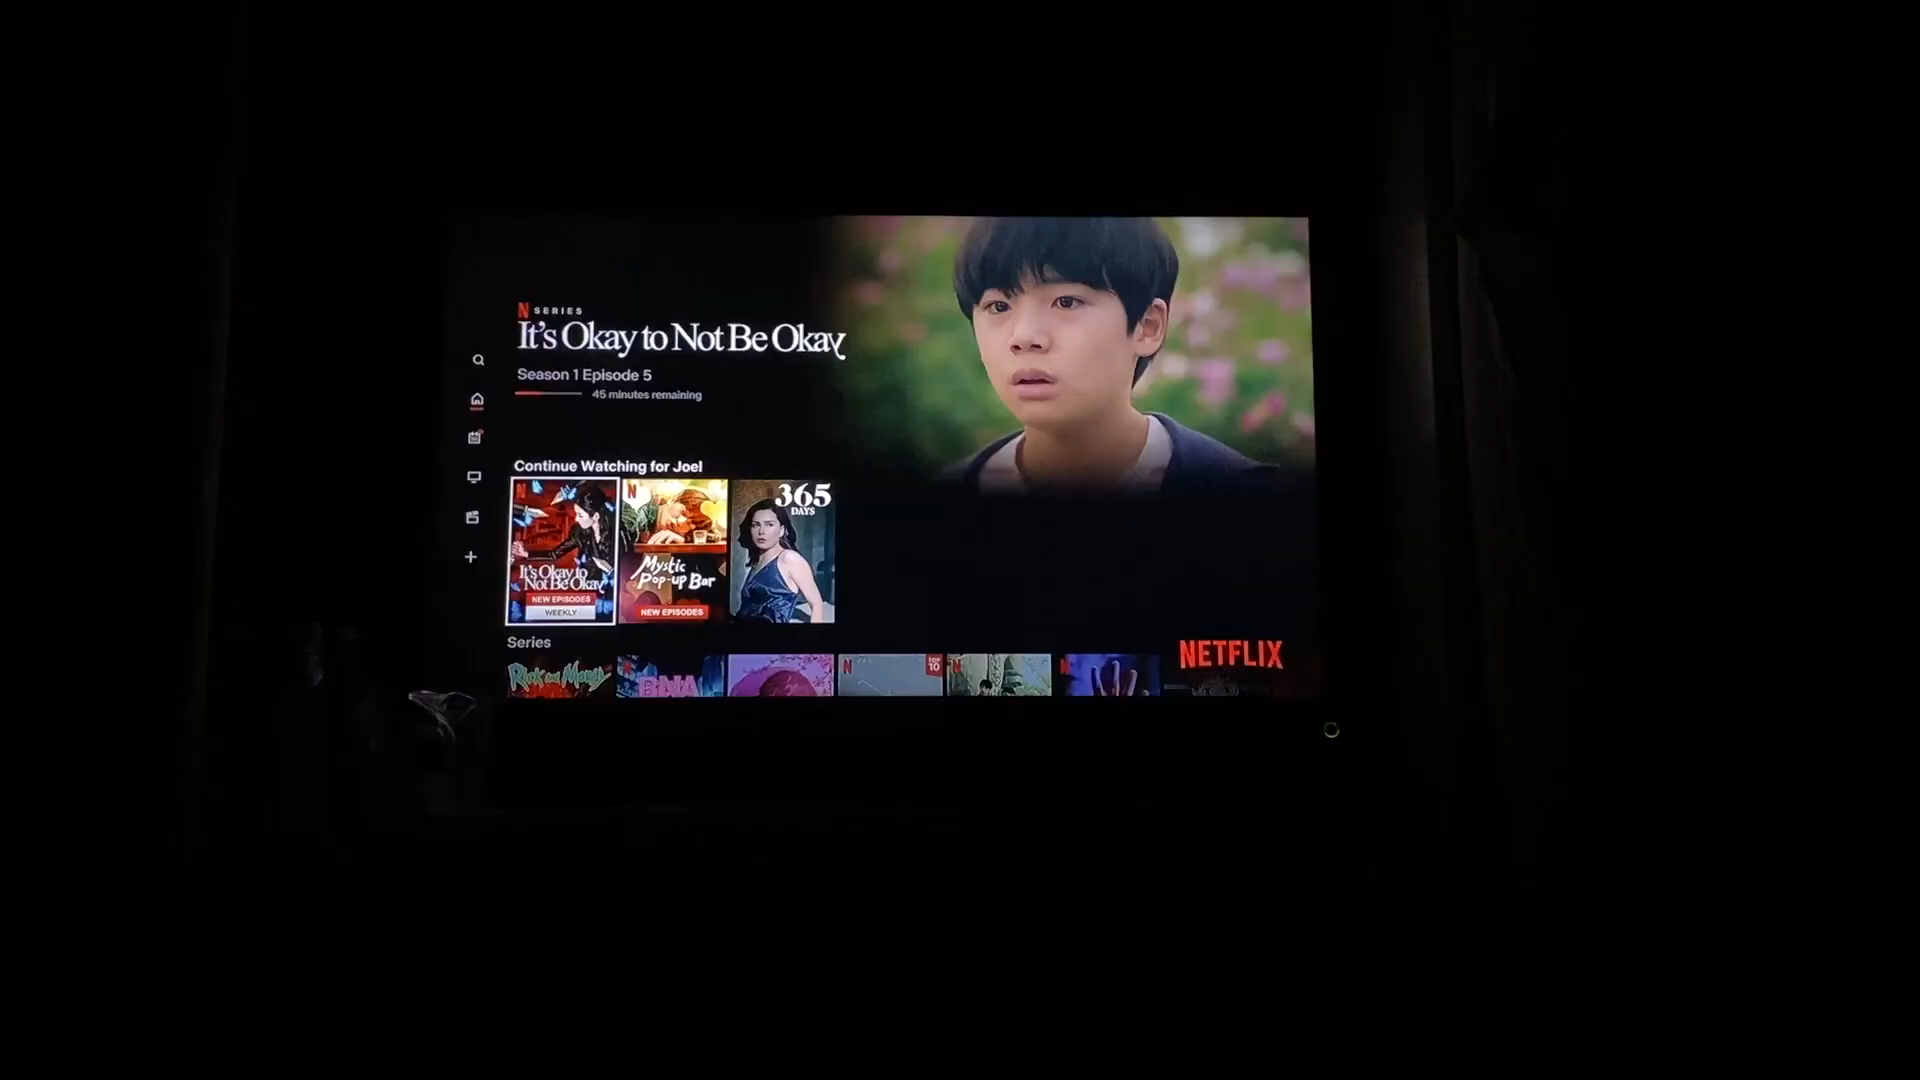 N SERIES
It's Okay to Not Be Okay
Season 1 Episode 5
45 minutes remaining
Continue Watching for Joel
N
It's Okay to
Not Be Okay
NEW EPISODES
WEEKLY
N
Mystic
Pop-up Bar
NEW EPISODES
365
DAYS
Series
NETFLIX
Rick and Morty
N
BNA
N
TOP
10
N
N